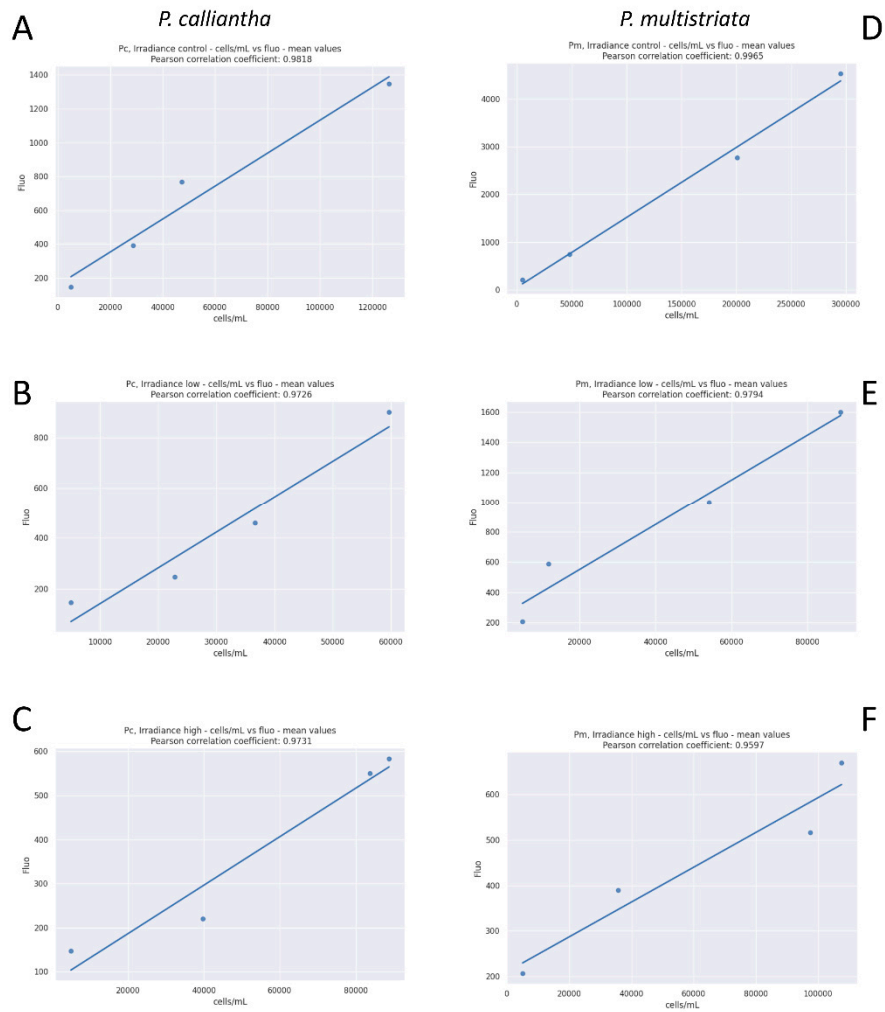 P. calliantha
P. multistriata
A
Pc, Irradiance control - cells/mL vs fluo - mean values
Pearson correlation coefficient: 0.9818
1400
1200
1000
800
600
400
200
Fluo
0 20000 40000 60000 80000 100000 120000
cells/mL
D
Pm, Irradiance control - cells/mL vs fluo - mean values
Pearson correlation coefficient: 0.9965
4000
3000
2000
1000
0
Fluo
0 50000 100000 150000 200000 250000 300000
cells/mL
B
Pc, Irradiance low - cells/mL vs fluo - mean values
Pearson correlation coefficient: 0.9726
800
600
400
200
Fluo
10000 20000 30000 40000 50000 60000
cells/mL
E
Pm, Irradiance low - cells/mL vs fluo - mean values
Pearson correlation coefficient: 0.9794
1600
1400
1200
1000
800
600
400
200
Fluo
20000 40000 60000 80000
cells/mL
C
Pc, Irradiance high - cells/mL vs fluo - mean values
Pearson correlation coefficient: 0.9731
600
500
400
300
200
100
Fluo
20000 40000 60000 80000
cells/mL
F
Pm, Irradiance high - cells/mL vs fluo - mean values
Pearson correlation coefficient: 0.9597
600
500
400
300
200
Fluo
0 20000 40000 60000 80000 100000
cells/mL